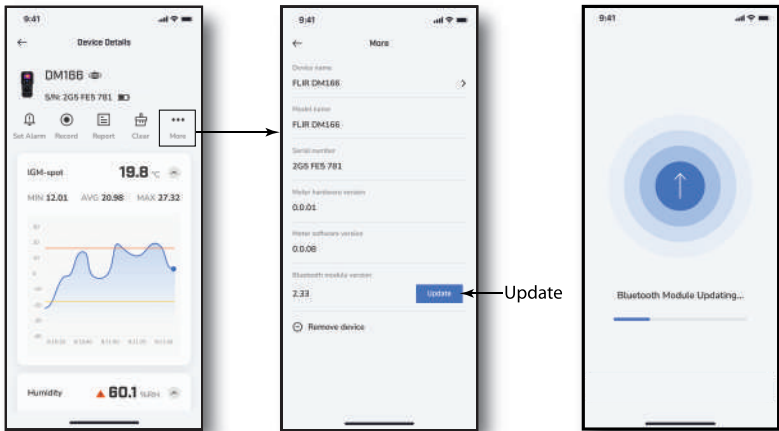 9:41
Device Details
DM166
S/N: 2G5 FE5 781
Set Alarm Record Report Clear More
IGM-spot 19.8 °C
MIN 12.01 AVG 20.98 MAX 27.32
Humidity 60.1 %RH
9:41
More
Device name
FLIR DM166
Model name
FLIR DM166
Serial number
2G5 FE5 781
Meter hardware version
0.0.01
Meter software version
0.0.08
Bluetooth module version
2.33 Update
Remove device
Update
9:41
Bluetooth Module Updating...